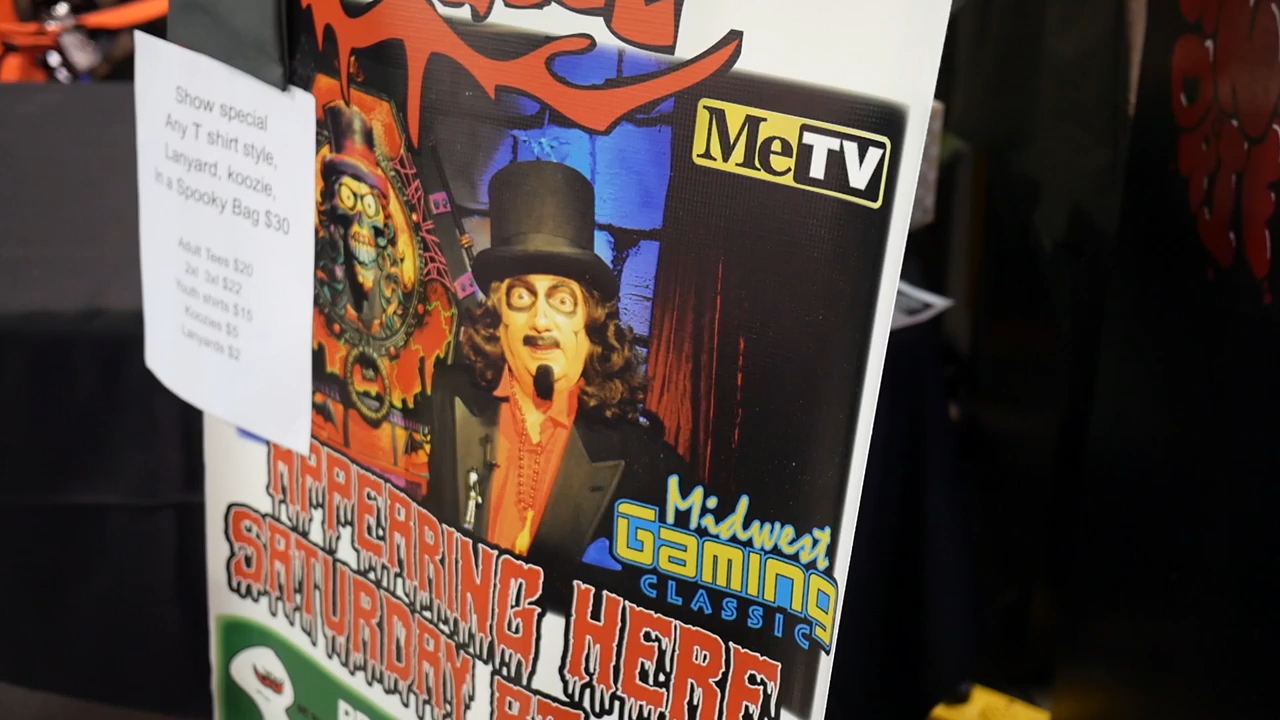 Show special
Any T shirt style,
Lanyard, koozie,
In a Spooky Bag $30
Adult Tees $20
2xl 3xl $22
Youth shirts $15
Koozies $5
Lanyards $2
MeTV
Midwest
Gaming
CLASSIC
APPEARING HERE
SATURDAY